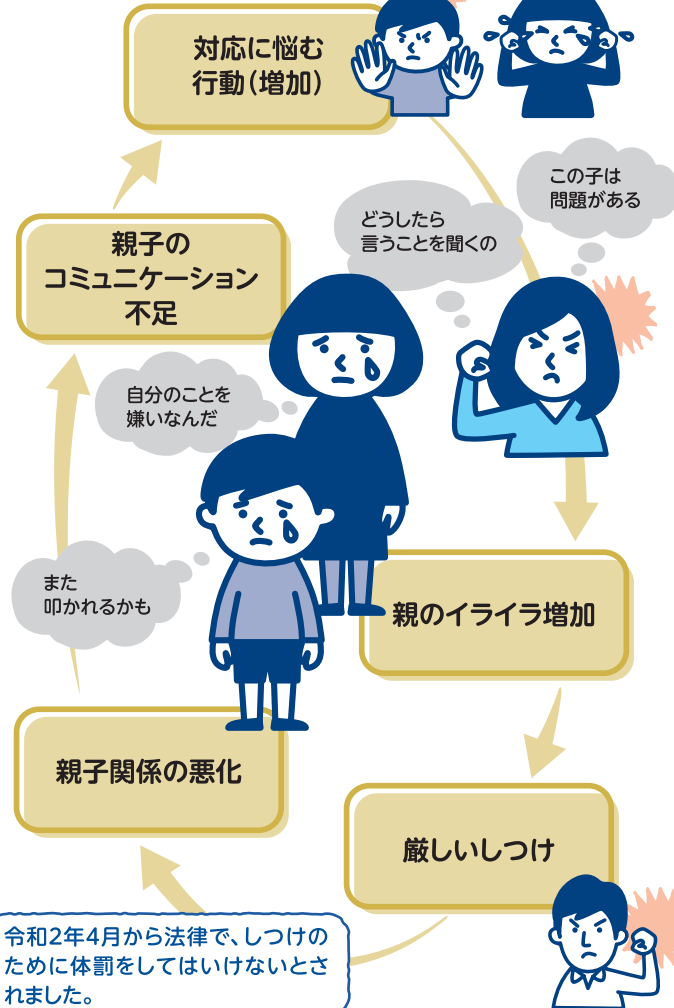 対応に悩む
行動（増加）
この子は
問題がある
どうしたら
言うことを聞くの
親子の
コミュニケーション
不足
自分のことを
嫌いなんだ
また
叩かれるかも
親のイライラ増加
親子関係の悪化
厳しいしつけ
令和2年4月から法律で、しつけの
ために体罰をしてはいけないとさ
れました。